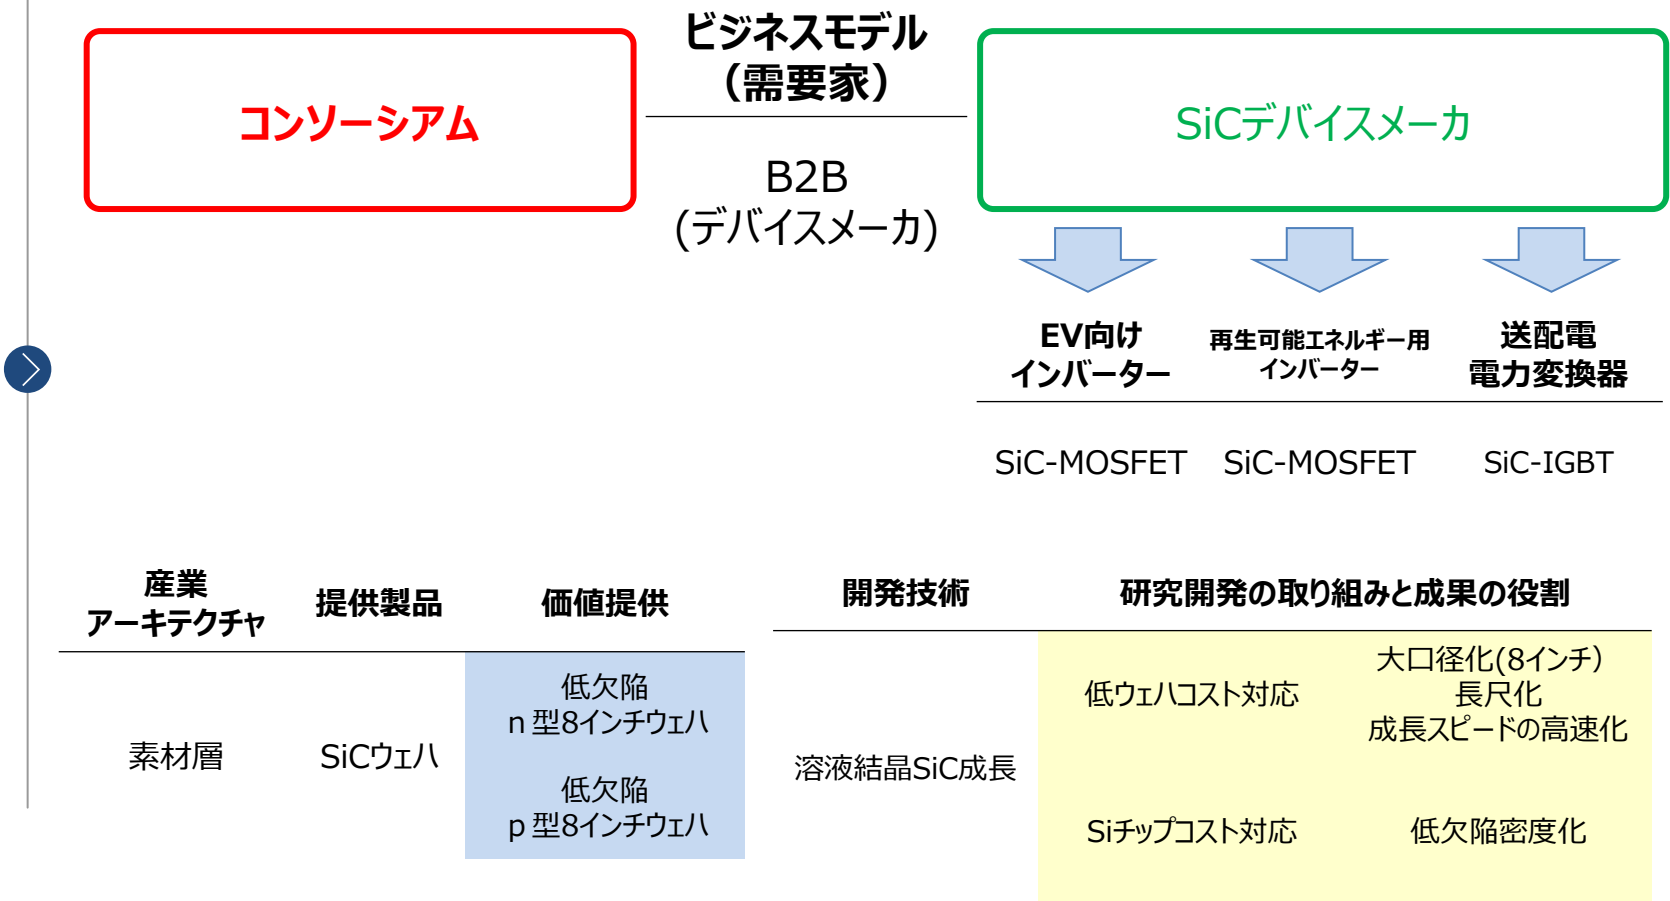 コンソーシアム
ビジネスモデル
（需要家）
B2B
(デバイスメーカ)
SiCデバイスメーカ
EV向け
インバーター
再生可能エネルギー用
インバーター
送配電
電力変換器
SiC-MOSFET
SiC-MOSFET
SiC-IGBT
産業
アーキテクチャ
提供製品
価値提供
素材層
SiCウェハ
低欠陥
n 型8インチウェハ
低欠陥
p 型8インチウェハ
開発技術
研究開発の取り組みと成果の役割
溶液結晶SiC成長
低ウェハコスト対応
大口径化(8インチ）
長尺化
成長スピードの高速化
Siチップコスト対応
低欠陥密度化